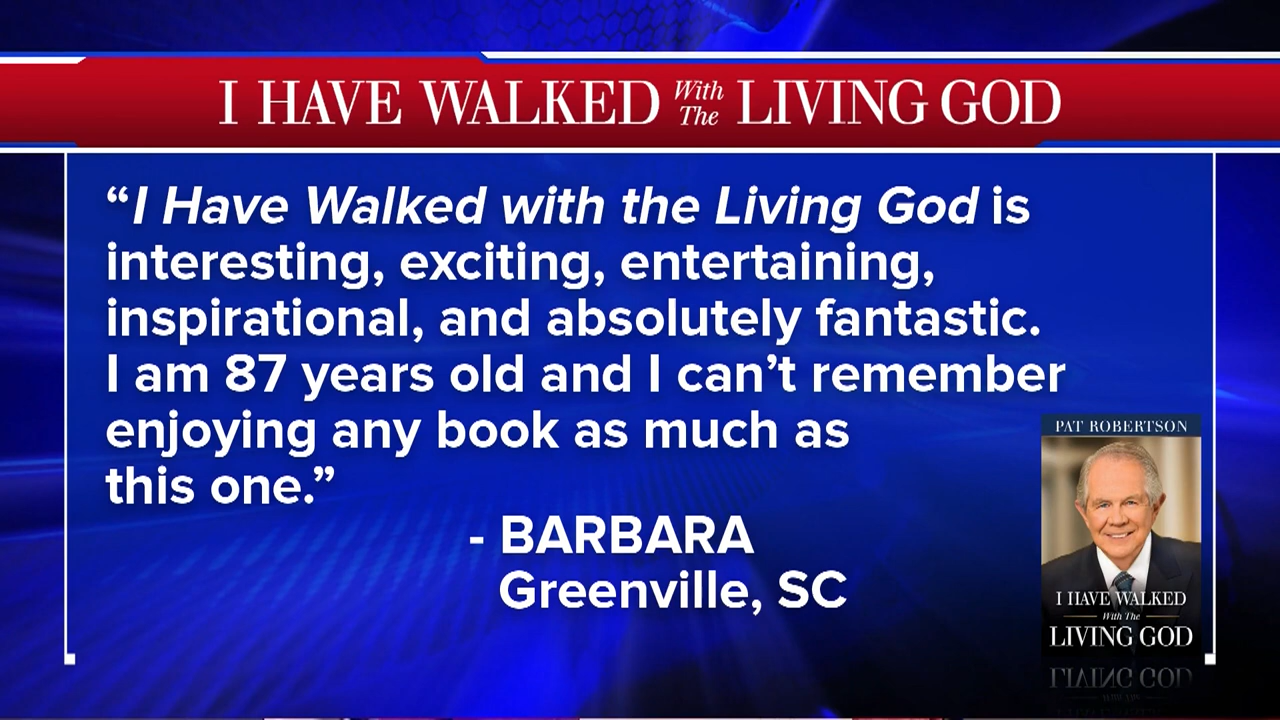 I HAVE WALKED With The LIVING GOD
“I Have Walked with the Living God is
interesting, exciting, entertaining,
inspirational, and absolutely fantastic.
I am 87 years old and I can’t remember
enjoying any book as much as
this one.”
- BARBARA
Greenville, SC
PAT ROBERTSON
I HAVE WALKED
With The
LIVING GOD